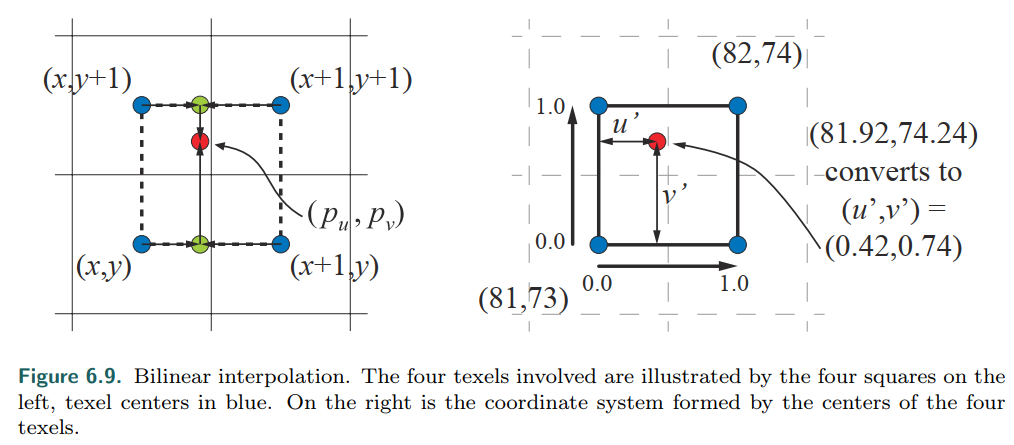 (x,y+1)
(x+1,y+1)
(pu, pv)
(x,y)
(x+1,y)
(82,74)
1.0
u’
v’
0.0
0.0
1.0
(81,73)
(81.92,74.24)
converts to
(u’,v’) =
(0.42,0.74)
Figure 6.9. Bilinear interpolation. The four texels involved are illustrated by the four squares on the
left, texel centers in blue. On the right is the coordinate system formed by the centers of the four
texels.